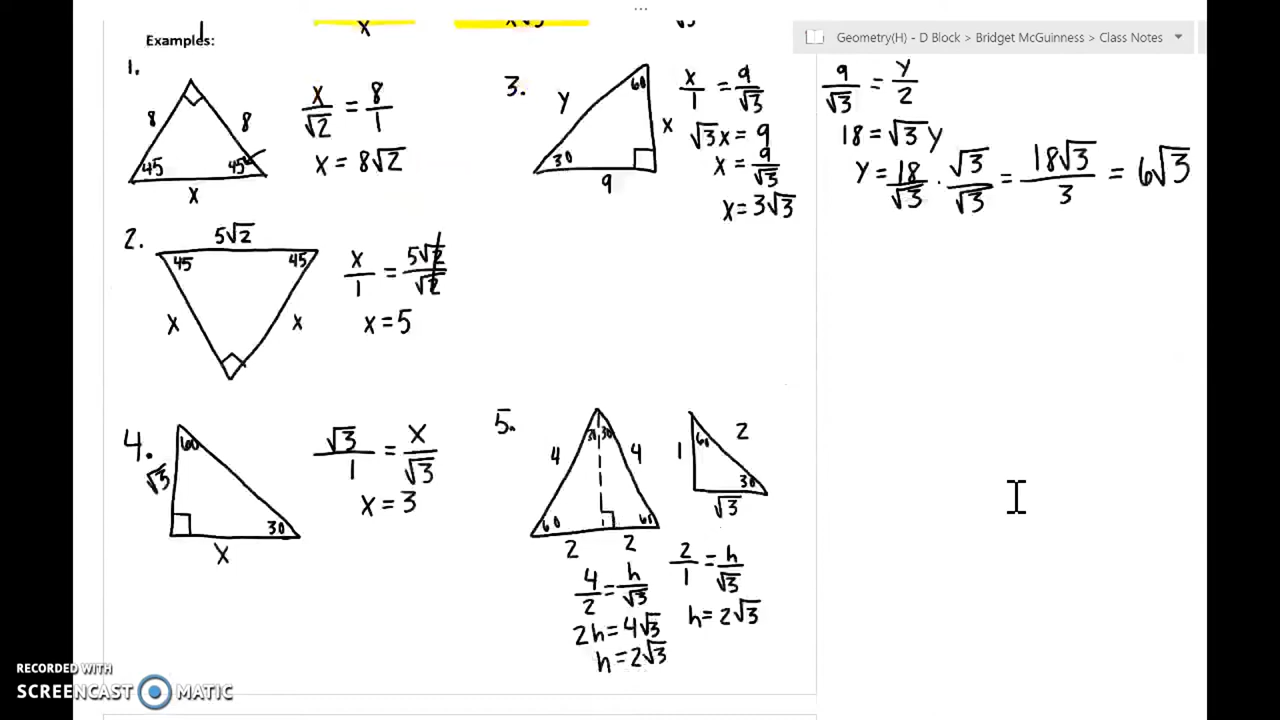 ...
x
x√3
√3
Examples:
Geometry(H) - D Block > Bridget McGuinness > Class Notes
1.
8
8
45
45
x
x/√2 = 8/1
x = 8√2
2.
5√2
45
45
x
x
x/1 = 5√2/√2
x = 5
3.
y
60
x
30
9
x/1 = 9/√3
√3x = 9
x = 9/√3
x = 3√3
9/√3 = y/2
18 = √3y
y = 18/√3 · √3/√3 = 18√3/3 = 6√3
4.
60
√3
30
x
√3/1 = x/√3
x = 3
5.
30 30
4
4
60
60
2
2
4/2 = h/√3
2h = 4√3
h = 2√3
1
60
2
30
√3
2/1 = h/√3
h = 2√3
RECORDED WITH
SCREENCAST MATIC